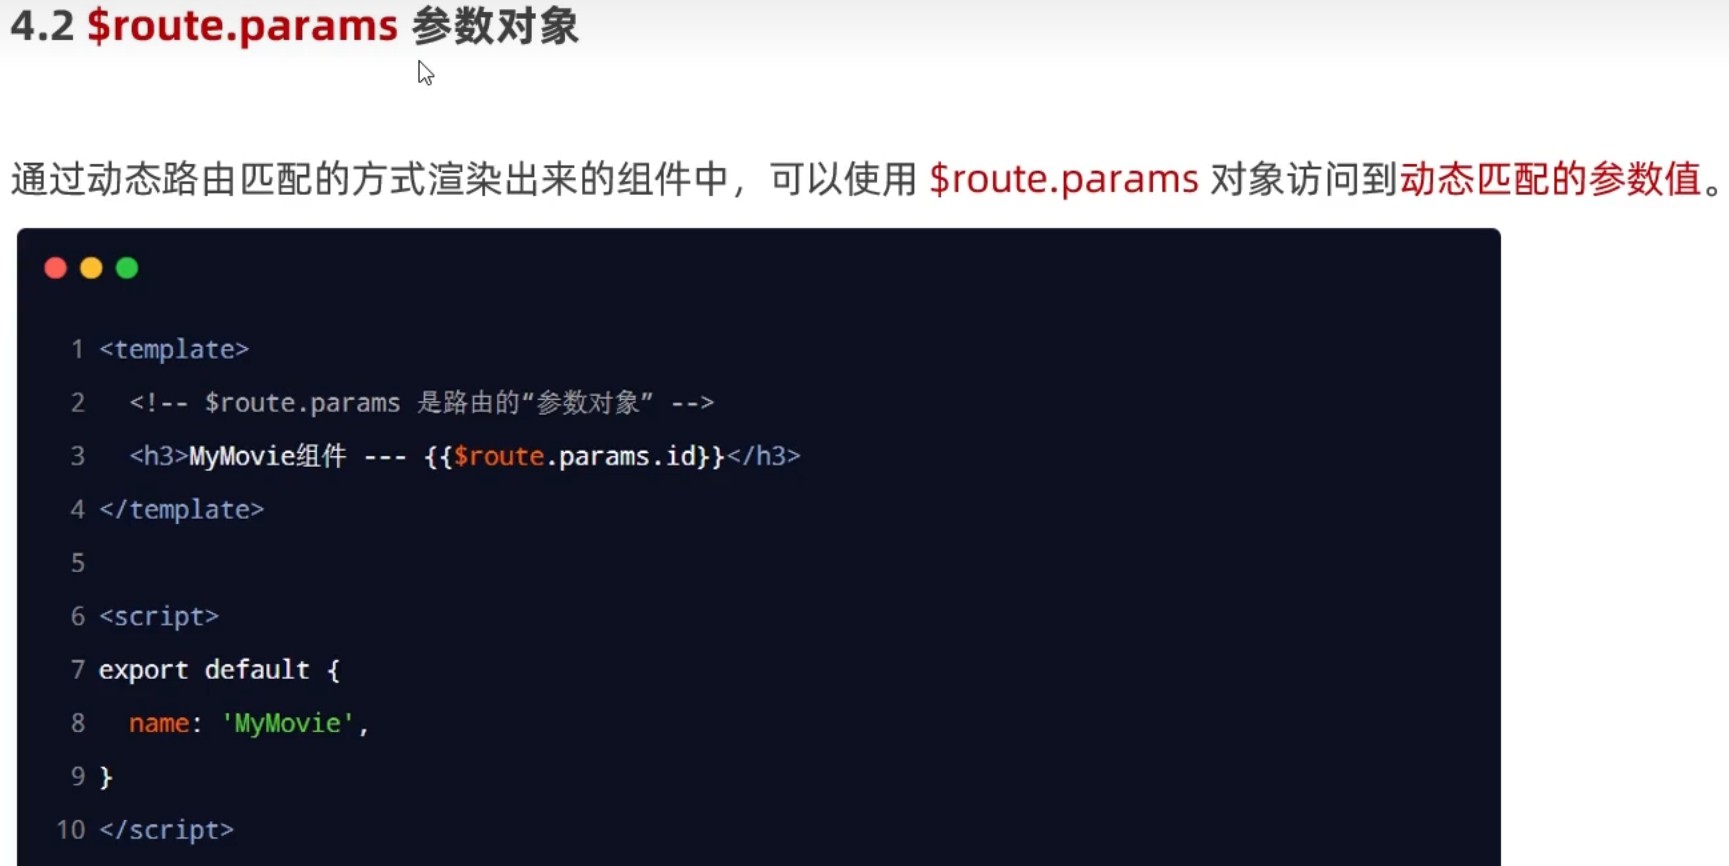 4.2 $route.params 参数对象
通过动态路由匹配的方式渲染出来的组件中，可以使用 $route.params 对象访问到动态匹配的参数值。
1 <template>
2 <!-- $route.params 是路由的“参数对象” -->
3 <h3>MyMovie组件 --- {{$route.params.id}}</h3>
4 </template>
5
6 <script>
7 export default {
8 name: 'MyMovie',
9 }
10 </script>